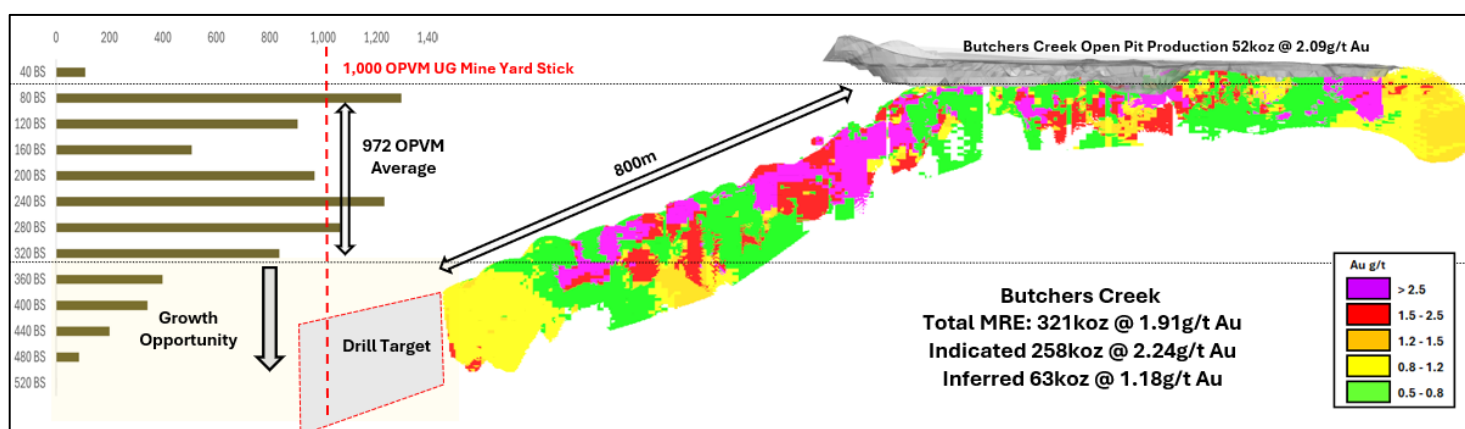 0 200 400 600 800 1,000 1,200 1,40
1,000 OPVM UG Mine Yard Stick
40 BS
80 BS
120 BS
160 BS
200 BS
240 BS
280 BS
320 BS
360 BS
400 BS
440 BS
480 BS
520 BS
972 OPVM
Average
Growth
Opportunity
Drill Target
800m
Butchers Creek Open Pit Production 52koz @ 2.09g/t Au
Butchers Creek
Total MRE: 321koz @ 1.91g/t Au
Indicated 258koz @ 2.24g/t Au
Inferred 63koz @ 1.18g/t Au
Au g/t
> 2.5
1.5 - 2.5
1.2 - 1.5
0.8 - 1.2
0.5 - 0.8